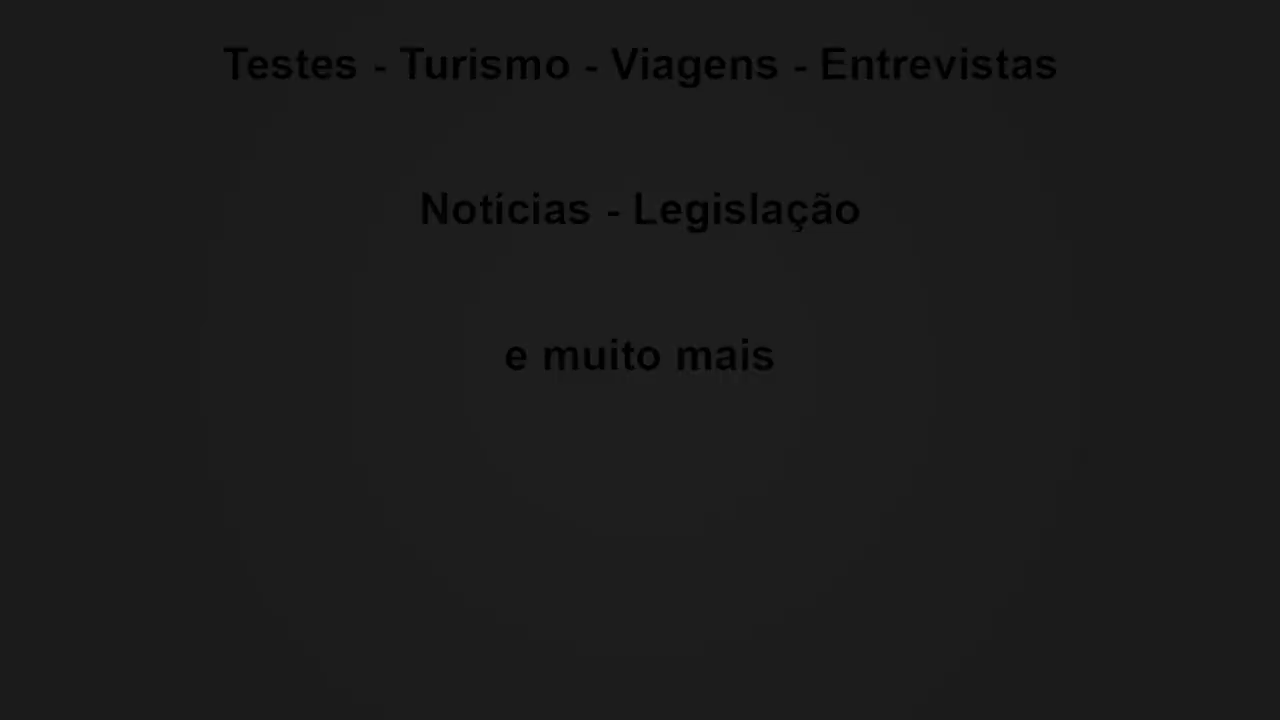 Testes - Turismo - Viagens - Entrevistas
Notícias - Legislação
e muito mais